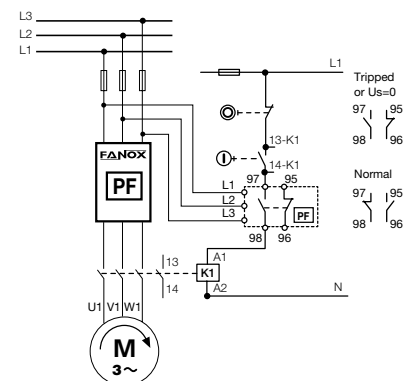 L3
L2
L1
L1
Tripped
or Us=0
97 95
98 96
13-K1
14-K1
97 95
FANOX
PF
L1
L2
L3
PF
98 96
Normal
97 95
98 96
13
14
A1
K1
A2
N
U1 V1 W1
M
3~